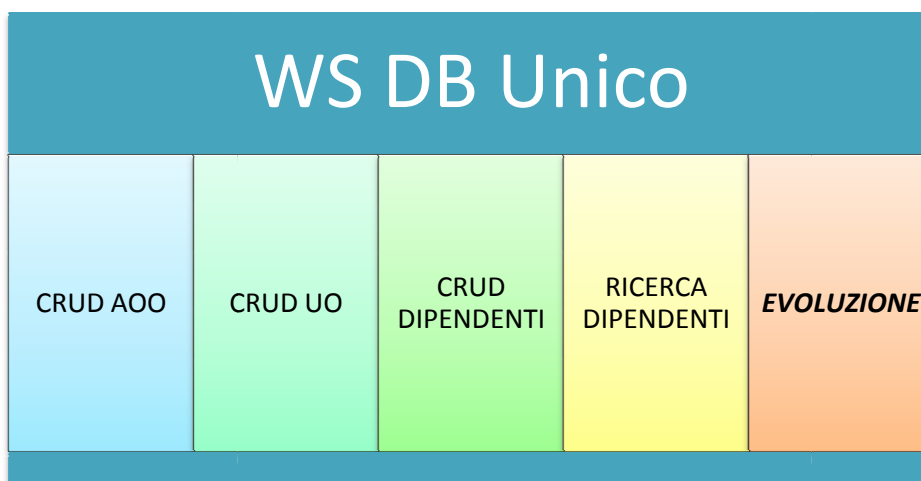 WS DB Unico
CRUD AOO
CRUD UO
CRUD
DIPENDENTI
RICERCA
DIPENDENTI
EVOLUZIONE